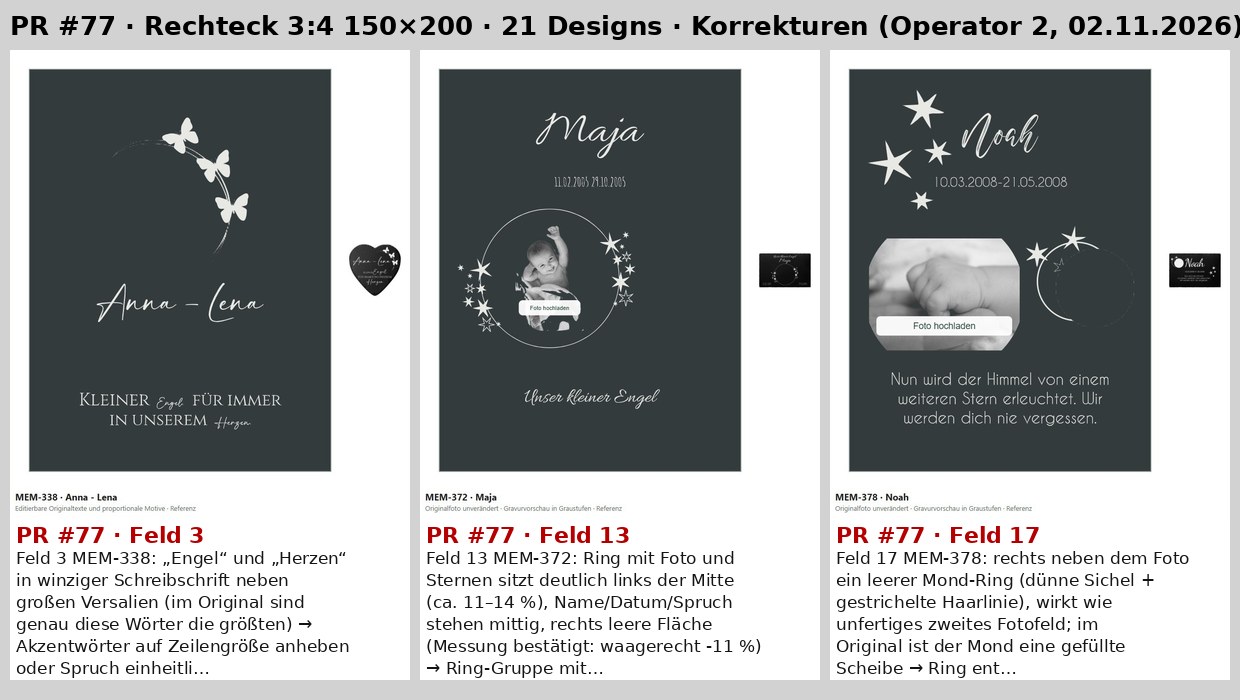 PR #77 · Rechteck 3:4 150×200 · 21 Designs · Korrekturen (Operator 2, 02.11.2026)
Anna – Lena
KLEINER Engel FÜR IMMER
IN UNSEREM Herzen
MEM-338 · Anna - Lena
Editierbare Originaltexte und proportionale Motive · Referenz
PR #77 · Feld 3
Feld 3 MEM-338: „Engel“ und „Herzen“
in winziger Schreibschrift neben
großen Versalien (im Original sind
genau diese Wörter die größten) →
Akzentwörter auf Zeilengröße anheben
oder Spruch einheitli…
Maja
11.02.2005 29.10.2005
Foto hochladen
Unser kleiner Engel
MEM-372 · Maja
Originalfoto unverändert · Gravurvorschau in Graustufen · Referenz
PR #77 · Feld 13
Feld 13 MEM-372: Ring mit Foto und
Sternen sitzt deutlich links der Mitte
(ca. 11–14 %), Name/Datum/Spruch
stehen mittig, rechts leere Fläche
(Messung bestätigt: waagerecht -11 %)
→ Ring-Gruppe mit…
Noah
10.03.2008-21.05.2008
Foto hochladen
Nun wird der Himmel von einem
weiteren Stern erleuchtet. Wir
werden dich nie vergessen.
Noah
MEM-378 · Noah
Originalfoto unverändert · Gravurvorschau in Graustufen · Referenz
PR #77 · Feld 17
Feld 17 MEM-378: rechts neben dem Foto
ein leerer Mond-Ring (dünne Sichel +
gestrichelte Haarlinie), wirkt wie
unfertiges zweites Fotofeld; im
Original ist der Mond eine gefüllte
Scheibe → Ring ent…